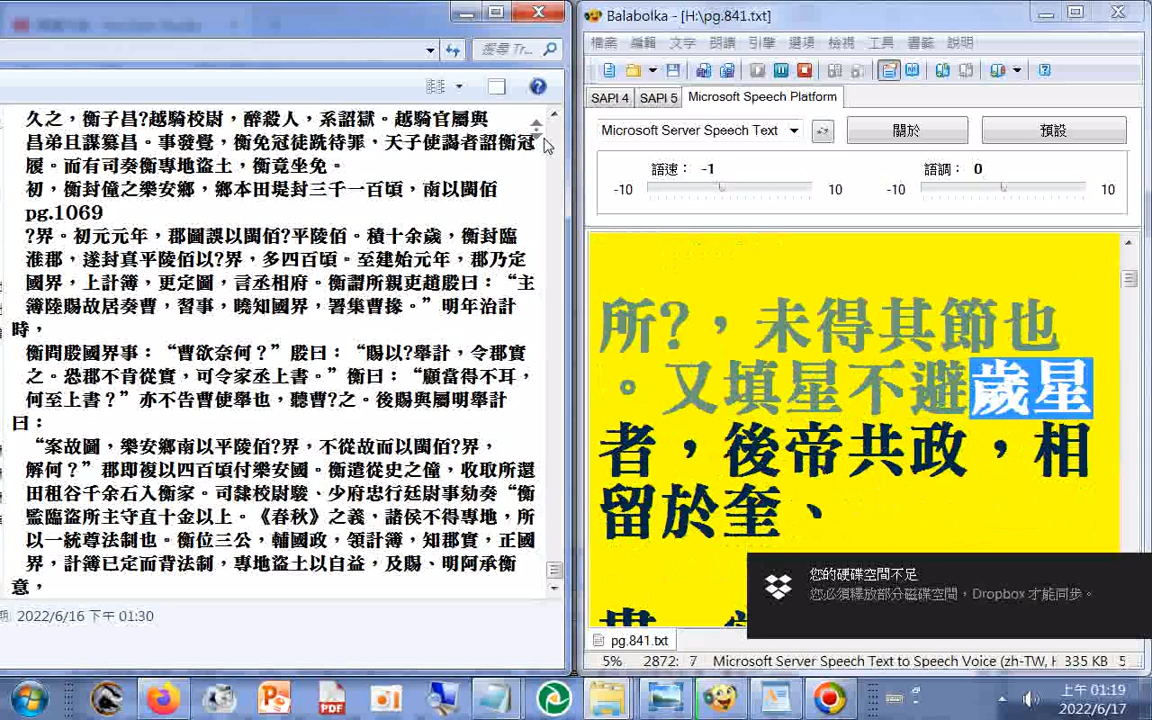 搜尋 Tr...
久之，衡子昌?越騎校尉，醉殺人，系詔獄。越騎官屬與
昌弟且謀篡昌。事發覺，衡免冠徒跣待罪，天子使謁者詔衡冠
履。而有司奏衡專地盜土，衡竟坐免。
初，衡封僮之樂安鄉，鄉本田堤封三千一百頃，南以閩佰
pg.1069
?界。初元元年，郡圖誤以閩佰?平陵佰。積十余歲，衡封臨
淮郡，遂封真平陵佰以?界，多四百頃。至建始元年，郡乃定
國界，上計簿，更定圖，言丞相府。衡謂所親吏趙殷曰：“主
簿陸賜故居奏曹，習事，曉知國界，署集曹掾。”明年治計
時，
衡問殷國界事：“曹欲奈何？”殷曰：“賜以?舉計，令郡實
之。恐郡不肯從實，可令家丞上書。”衡曰：“顧當得不耳，
何至上書？”亦不告曹使舉也，聽曹?之。後賜與屬明舉計
曰：
“案故圖，樂安鄉南以平陵佰?界，不從故而以閩佰?界，
解何？”郡即複以四百頃付樂安國。衡遣從史之僮，收取所還
田租谷千余石入衡家。司隸校尉駿、少府忠行廷尉事劾奏“衡
監臨盜所主守直十金以上。《春秋》之義，諸侯不得專地，所
以一統尊法制也。衡位三公，輔國政，領計簿，知郡實，正國
界，計簿已定而背法制，專地盜土以自益，及賜、明阿承衡
意，
期: 2022/6/16 下午 01:30
Balabolka - [H:\pg.841.txt]
檔案 編輯 文字 朗讀 引擎 選項 檢視 工具 書籤 說明
SAPI 4 SAPI 5 Microsoft Speech Platform
Microsoft Server Speech Text 關於 預設
語速： -1 語調： 0
-10 10 -10 10
所?，未得其節也
。又填星不避歲星
者，後帝共政，相
留於奎、
您的硬碟空間不足
您必須釋放部分磁碟空間，Dropbox 才能同步。
pg.841.txt
5% 2872: 7 Microsoft Server Speech Text to Speech Voice (zh-TW, H 335 KB 5
PDF
上午 01:19
2022/6/17